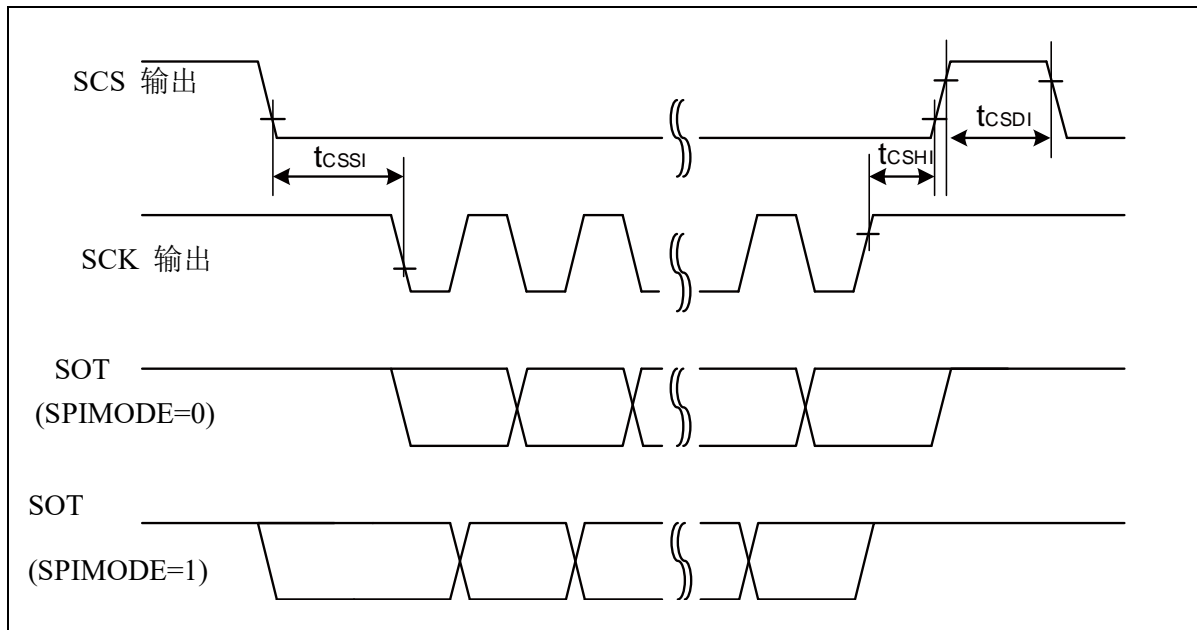 SCS 输出
tCSSI
tCSHI
tCSDI
SCK 输出
SOT
(SPIMODE=0)
SOT
(SPIMODE=1)